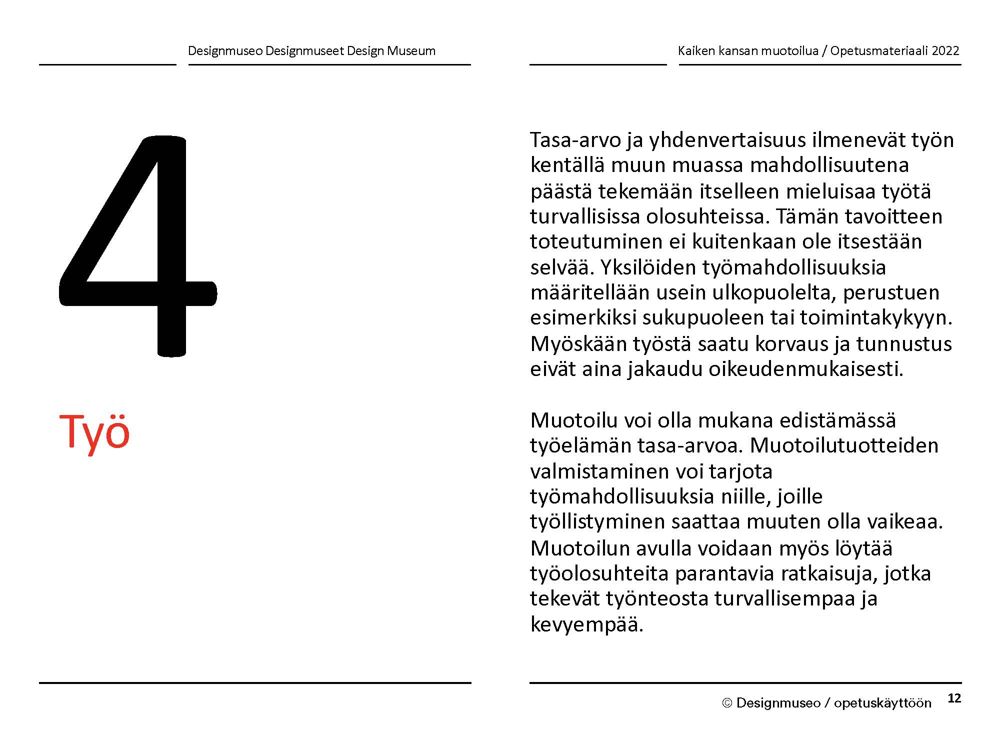 Designmuseo Designmuseet Design Museum
Kaiken kansan muotoilua / Opetusmateriaali 2022
4
Työ
Tasa-arvo ja yhdenvertaisuus ilmenevät työn
kentällä muun muassa mahdollisuutena
päästä tekemään itselleen mieluisaa työtä
turvallisissa olosuhteissa. Tämän tavoitteen
toteutuminen ei kuitenkaan ole itsestään
selvää. Yksilöiden työmahdollisuuksia
määritellään usein ulkopuolelta, perustuen
esimerkiksi sukupuoleen tai toimintakykyyn.
Myöskään työstä saatu korvaus ja tunnustus
eivät aina jakaudu oikeudenmukaisesti.
Muotoilu voi olla mukana edistämässä
työelämän tasa-arvoa. Muotoilutuotteiden
valmistaminen voi tarjota
työmahdollisuuksia niille, joille
työllistyminen saattaa muuten olla vaikeaa.
Muotoilun avulla voidaan myös löytää
työolosuhteita parantavia ratkaisuja, jotka
tekevät työnteosta turvallisempaa ja
kevyempää.
© Designmuseo / opetuskäyttöön 12